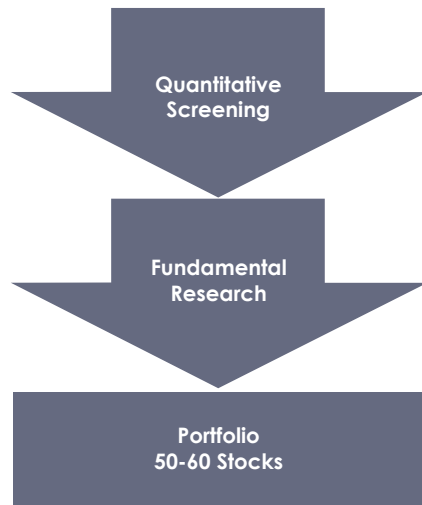 Quantitative
Screening
Fundamental
Research
Portfolio
50-60 Stocks